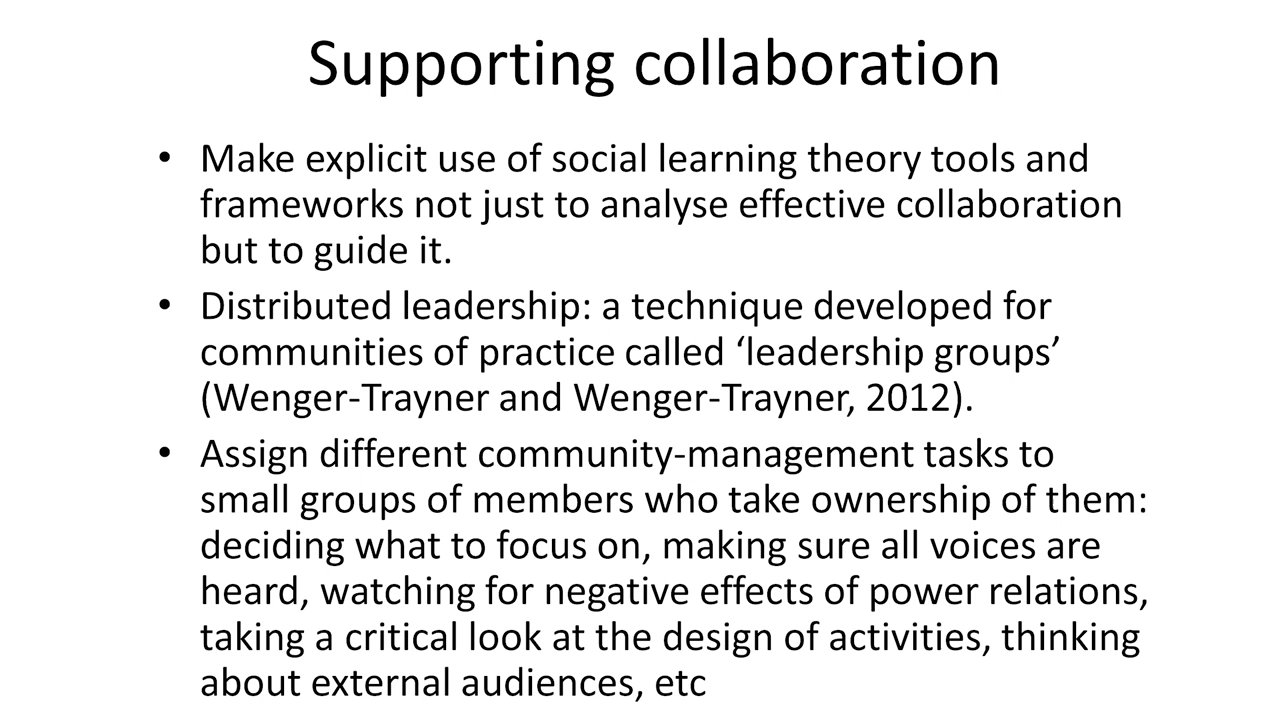 Supporting collaboration
• Make explicit use of social learning theory tools and
frameworks not just to analyse effective collaboration
but to guide it.
• Distributed leadership: a technique developed for
communities of practice called ‘leadership groups’
(Wenger-Trayner and Wenger-Trayner, 2012).
• Assign different community-management tasks to
small groups of members who take ownership of them:
deciding what to focus on, making sure all voices are
heard, watching for negative effects of power relations,
taking a critical look at the design of activities, thinking
about external audiences, etc